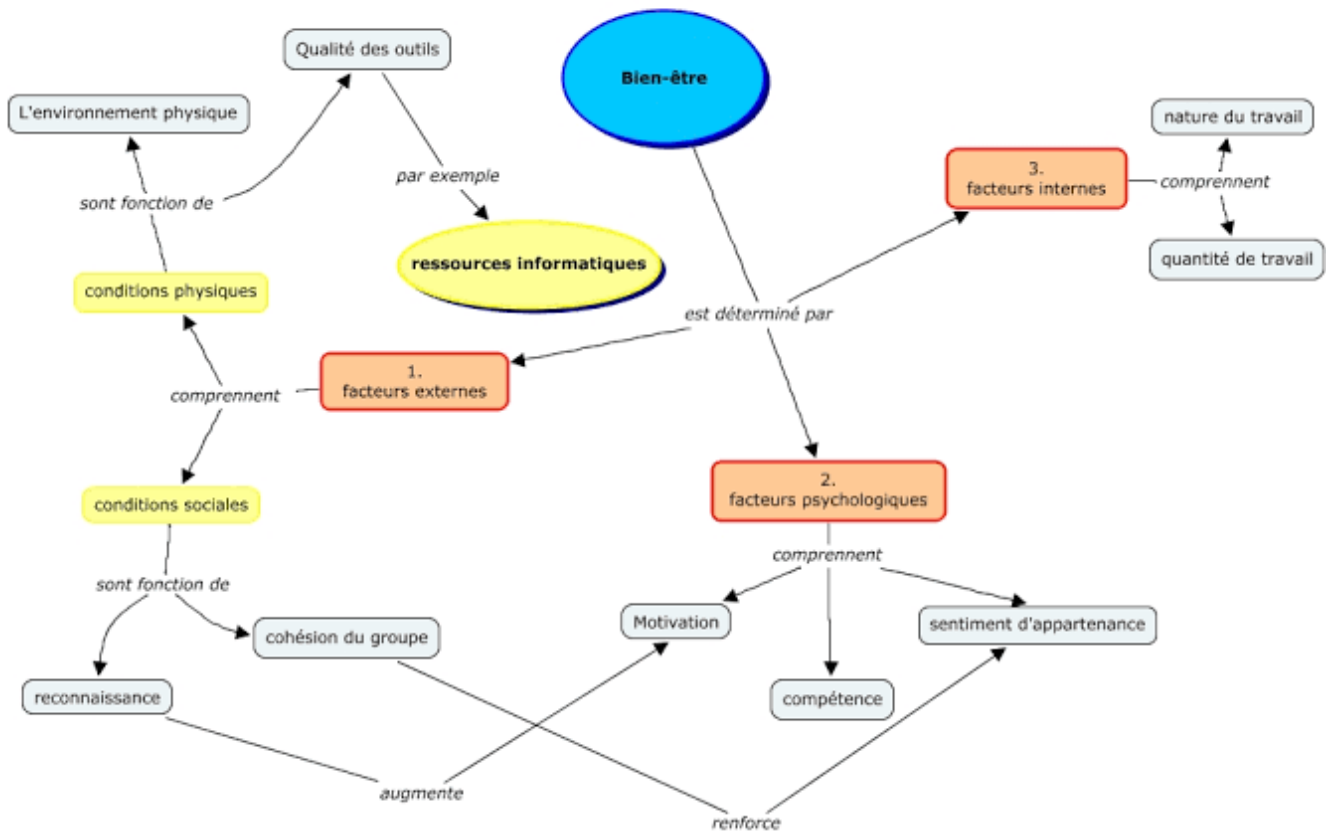 Qualité des outils
Bien-être
L'environnement physique
nature du travail
3.
facteurs internes
par exemple
comprennent
sont fonction de
ressources informatiques
quantité de travail
conditions physiques
est déterminé par
1.
facteurs externes
comprennent
2.
facteurs psychologiques
conditions sociales
comprennent
sont fonction de
Motivation
sentiment d'appartenance
cohésion du groupe
reconnaissance
compétence
augmente
renforce